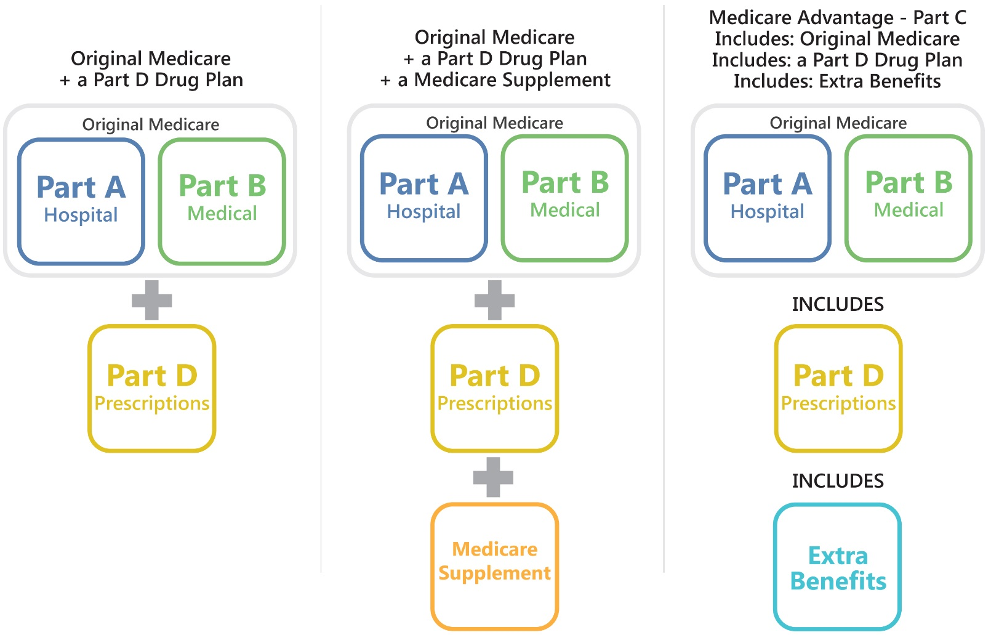 Original Medicare
+ a Part D Drug Plan
Original Medicare
Part A
Hospital
Part B
Medical
Part D
Prescriptions
Original Medicare
+ a Part D Drug Plan
+ a Medicare Supplement
Original Medicare
Part A
Hospital
Part B
Medical
Part D
Prescriptions
Medicare
Supplement
Medicare Advantage - Part C
Includes: Original Medicare
Includes: a Part D Drug Plan
Includes: Extra Benefits
Original Medicare
Part A
Hospital
Part B
Medical
INCLUDES
Part D
Prescriptions
INCLUDES
Extra
Benefits